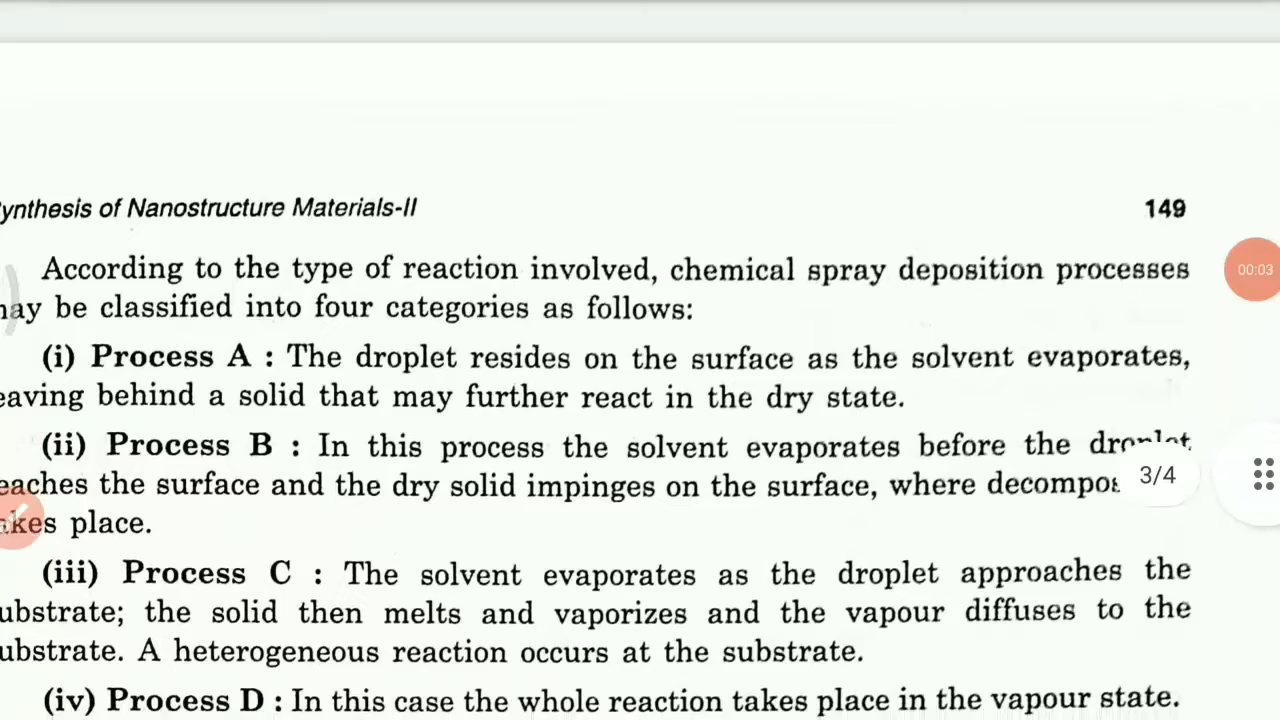 ynthesis of Nanostructure Materials-II 149
According to the type of reaction involved, chemical spray deposition processes
may be classified into four categories as follows:
(i) Process A : The droplet resides on the surface as the solvent evaporates,
eaving behind a solid that may further react in the dry state.
(ii) Process B : In this process the solvent evaporates before the droplet
eaches the surface and the dry solid impinges on the surface, where decompos
akes place.
(iii) Process C : The solvent evaporates as the droplet approaches the
ubstrate; the solid then melts and vaporizes and the vapour diffuses to the
ubstrate. A heterogeneous reaction occurs at the substrate.
(iv) Process D : In this case the whole reaction takes place in the vapour state.
00:03
3/4